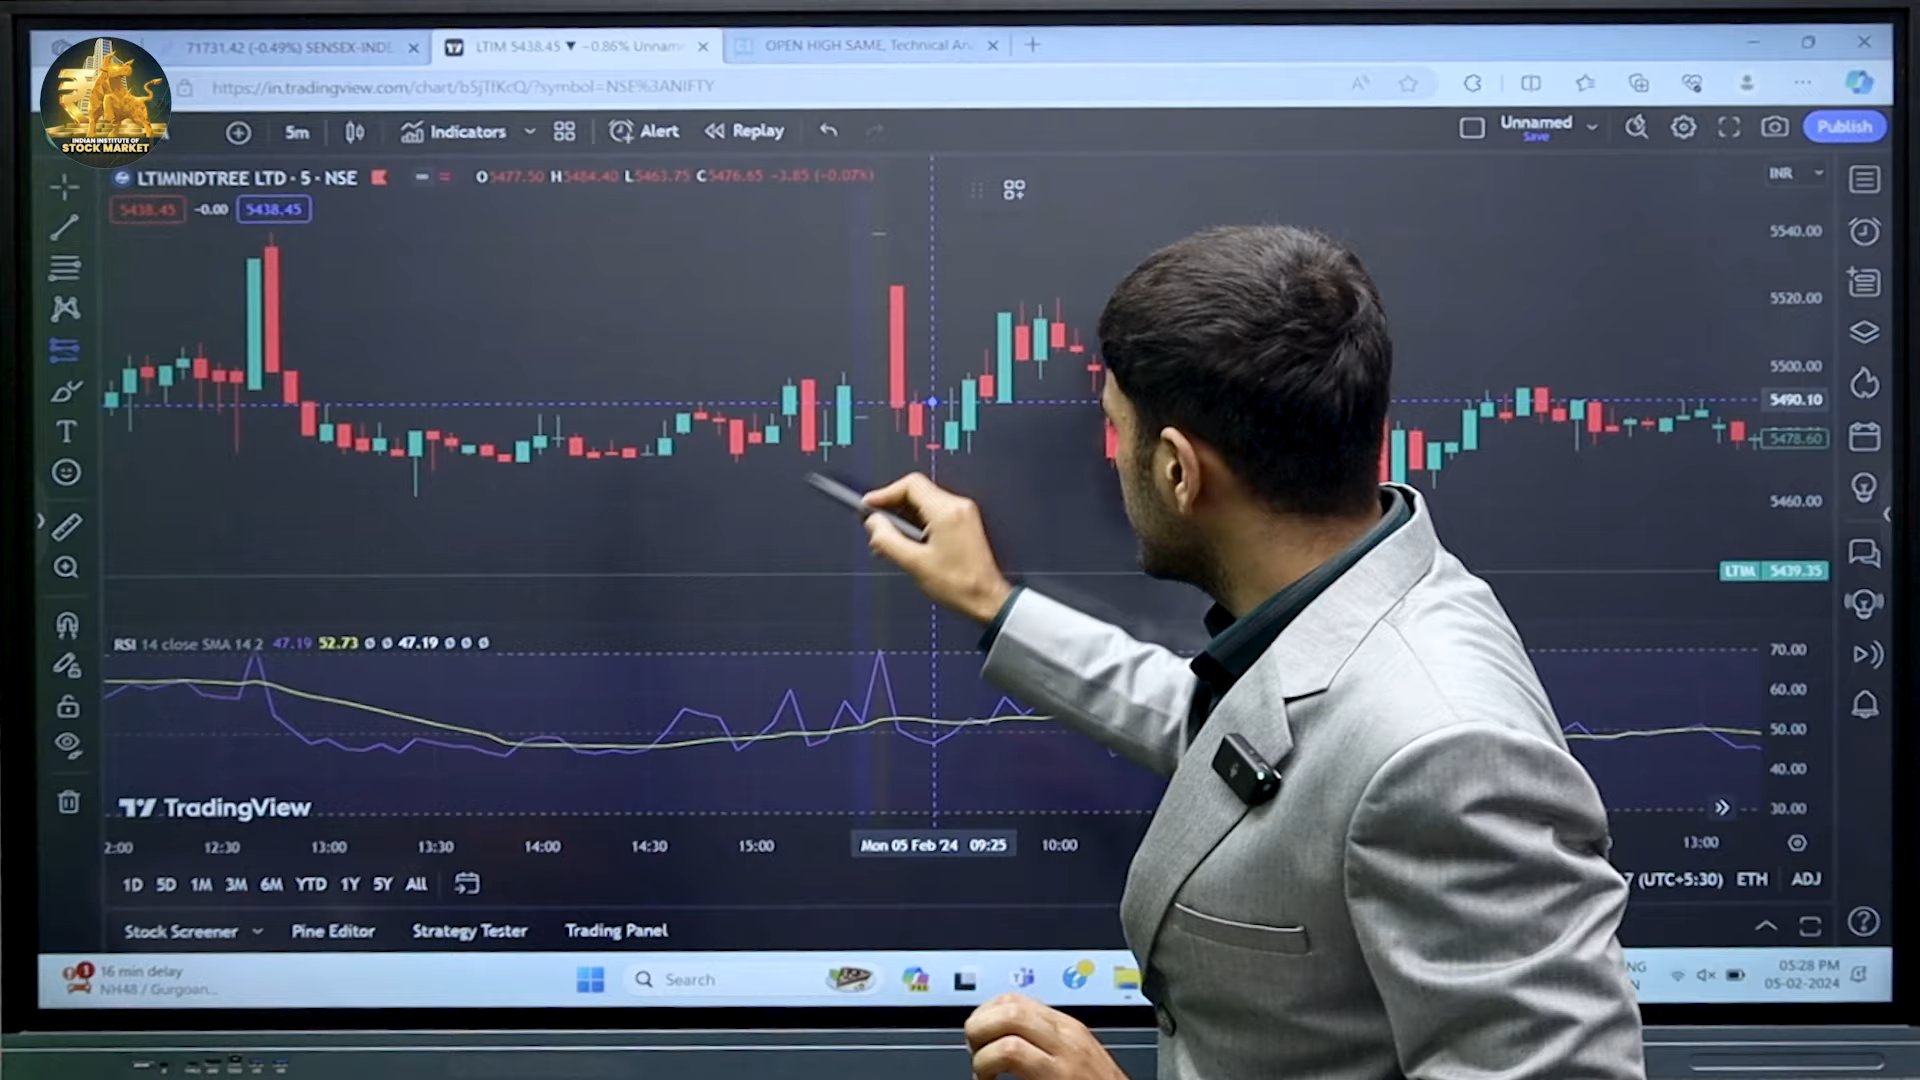 71731.42 (-0.49%) SENSEX-INDE
LTIM 5438.45 ▼ −0.86% Unname
OPEN HIGH SAME, Technical An
https://in.tradingview.com/chart/b5jTfKcQ/?symbol=NSE%3ANIFTY
INDIAN INSTITUTE OF
STOCK MARKET
5m
Indicators
Alert
Replay
Unnamed
Save
Publish
LTIMINDTREE LTD · 5 · NSE
O5477.50 H5484.40 L5463.75 C5476.65 −3.85 (−0.07%)
INR
5438.45 -0.00 5438.45
5540.00
5520.00
5500.00
5490.10
5478.60
5460.00
LTIM 5439.35
RSI 14 close SMA 14 2 47.19 52.73 Ø Ø 47.19 Ø Ø Ø
70.00
60.00
50.00
40.00
30.00
TradingView
2:00 12:30 13:00 13:30 14:00 14:30 15:00 Mon 05 Feb '24 09:25 10:00 13:00
1D 5D 1M 3M 6M YTD 1Y 5Y All
7 (UTC+5:30) ETH ADJ
Stock Screener Pine Editor Strategy Tester Trading Panel
1
16 min delay
NH48 / Gurgoan...
Search
NG
N
05:28 PM
05-02-2024